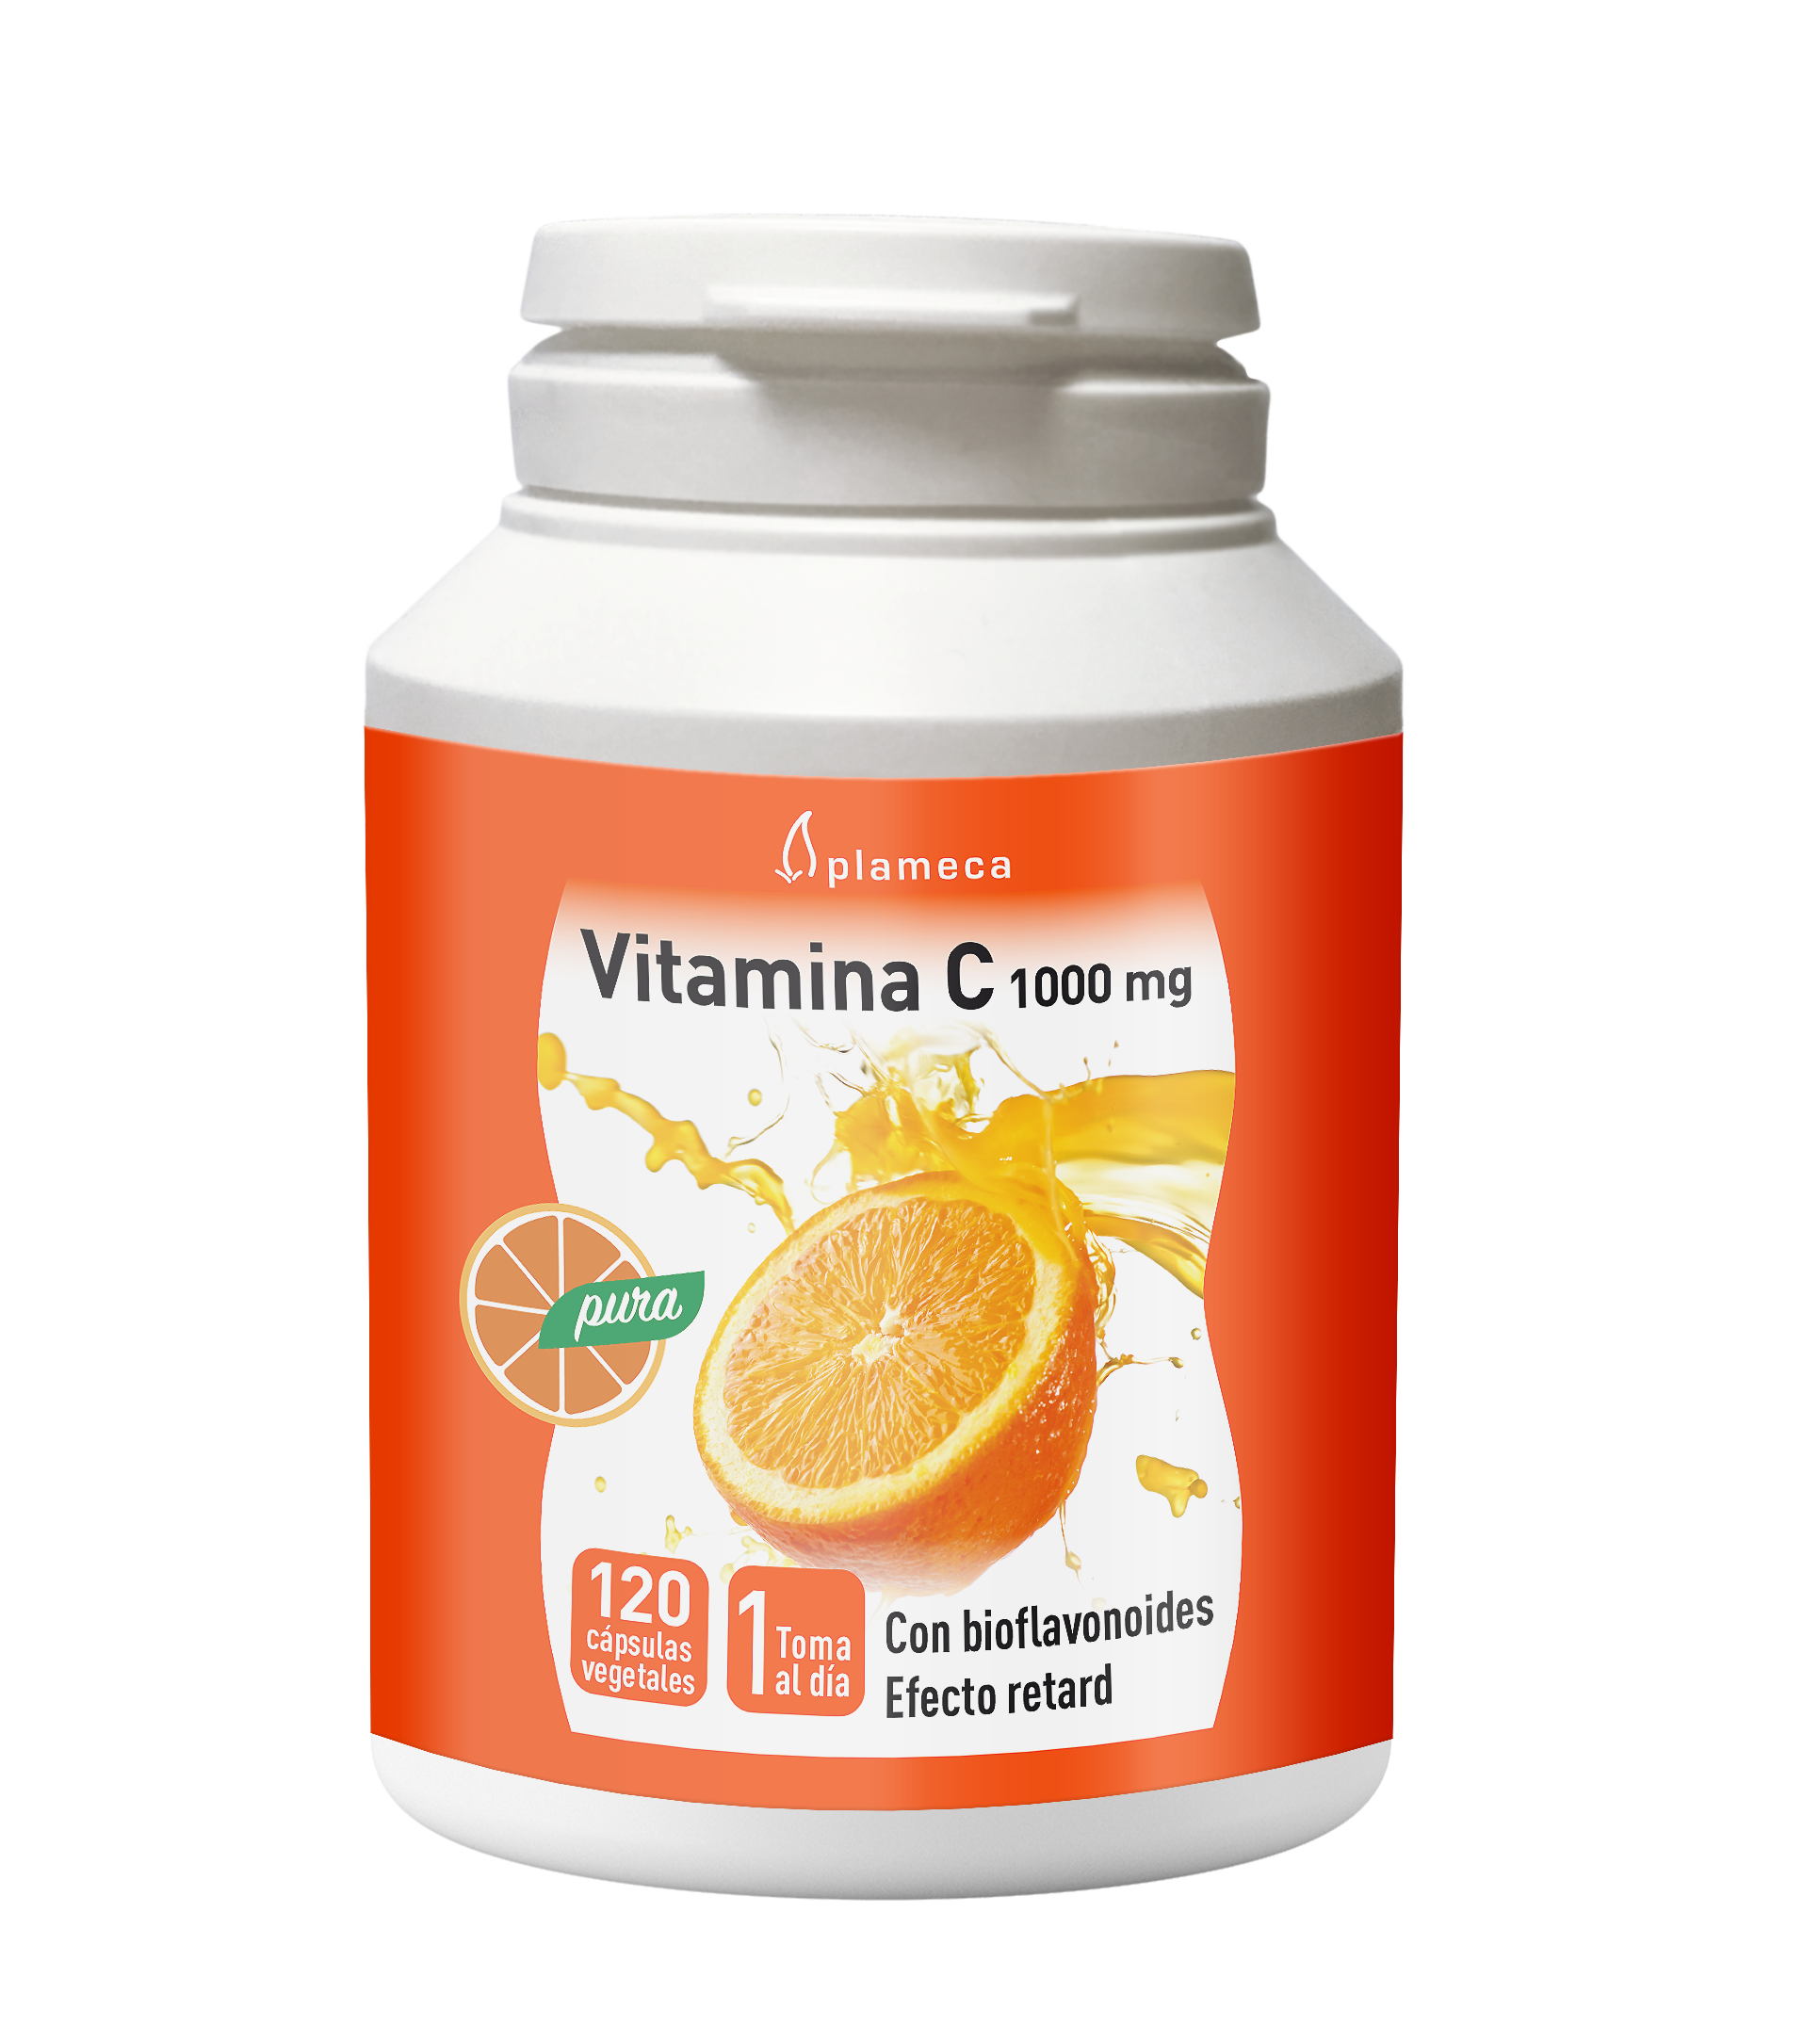 plameca
Vitamina C 1000 mg
pura
120
cápsulas
vegetales
1 Toma
al día
Con bioflavonoides
Efecto retard